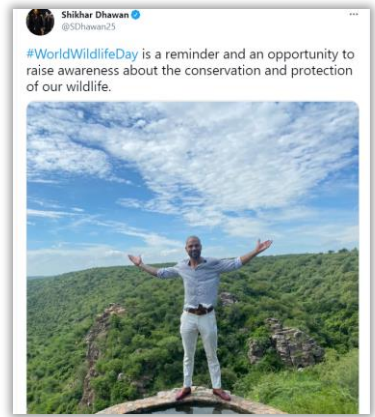 Shikhar Dhawan
@SDhawan25
#WorldWildlifeDay is a reminder and an opportunity to
raise awareness about the conservation and protection
of our wildlife.